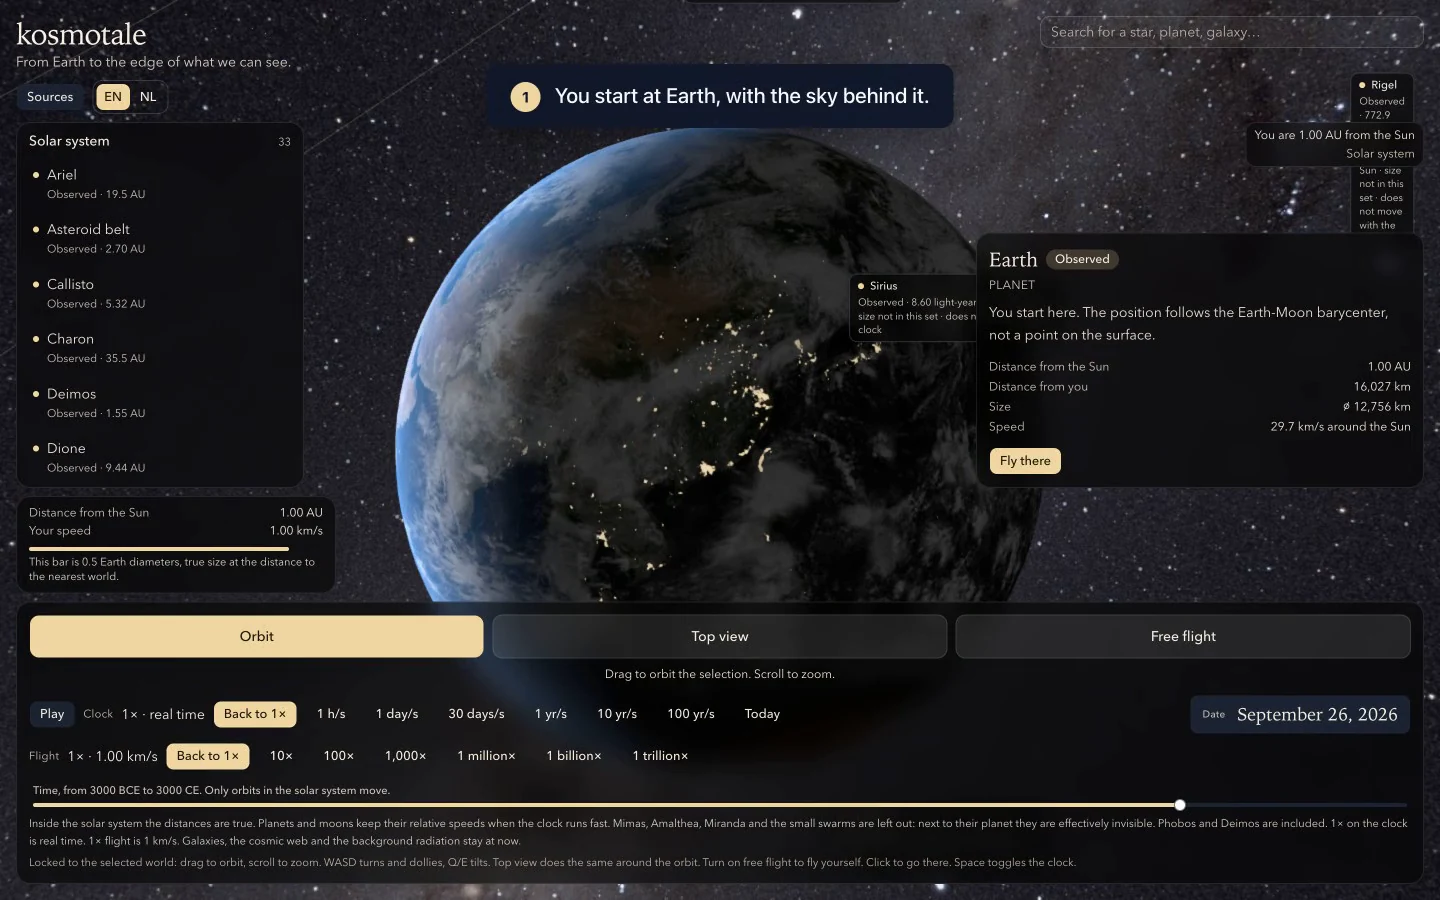 kosmotale
From Earth to the edge of what we can see.
Sources
EN
NL
Search for a star, planet, galaxy…
1
You start at Earth, with the sky behind it.
Solar system
33
Ariel
Observed · 19.5 AU
Asteroid belt
Observed · 2.70 AU
Callisto
Observed · 5.32 AU
Charon
Observed · 35.5 AU
Deimos
Observed · 1.55 AU
Dione
Observed · 9.44 AU
Rigel
Observed
· 772.9
You are 1.00 AU from the Sun
Solar system
Sun · size
not in this
set · does
not move
with the
Sirius
Observed · 8.60 light-year
size not in this set · does n
clock
Earth
Observed
PLANET
You start here. The position follows the Earth-Moon barycenter,
not a point on the surface.
Distance from the Sun 1.00 AU
Distance from you 16,027 km
Size ⌀ 12,756 km
Speed 29.7 km/s around the Sun
Fly there
Distance from the Sun 1.00 AU
Your speed 1.00 km/s
This bar is 0.5 Earth diameters, true size at the distance to
the nearest world.
Orbit
Top view
Free flight
Drag to orbit the selection. Scroll to zoom.
Play Clock 1× · real time Back to 1× 1 h/s 1 day/s 30 days/s 1 yr/s 10 yr/s 100 yr/s Today
Date September 26, 2026
Flight 1× · 1.00 km/s Back to 1× 10× 100× 1,000× 1 million× 1 billion× 1 trillion×
Time, from 3000 BCE to 3000 CE. Only orbits in the solar system move.
Inside the solar system the distances are true. Planets and moons keep their relative speeds when the clock runs fast. Mimas, Amalthea, Miranda and the small swarms are left out: next to their planet they are effectively invisible. Phobos and Deimos are included. 1× on the clock
is real time. 1× flight is 1 km/s. Galaxies, the cosmic web and the background radiation stay at now.
Locked to the selected world: drag to orbit, scroll to zoom. WASD turns and dollies, Q/E tilts. Top view does the same around the orbit. Turn on free flight to fly yourself. Click to go there. Space toggles the clock.